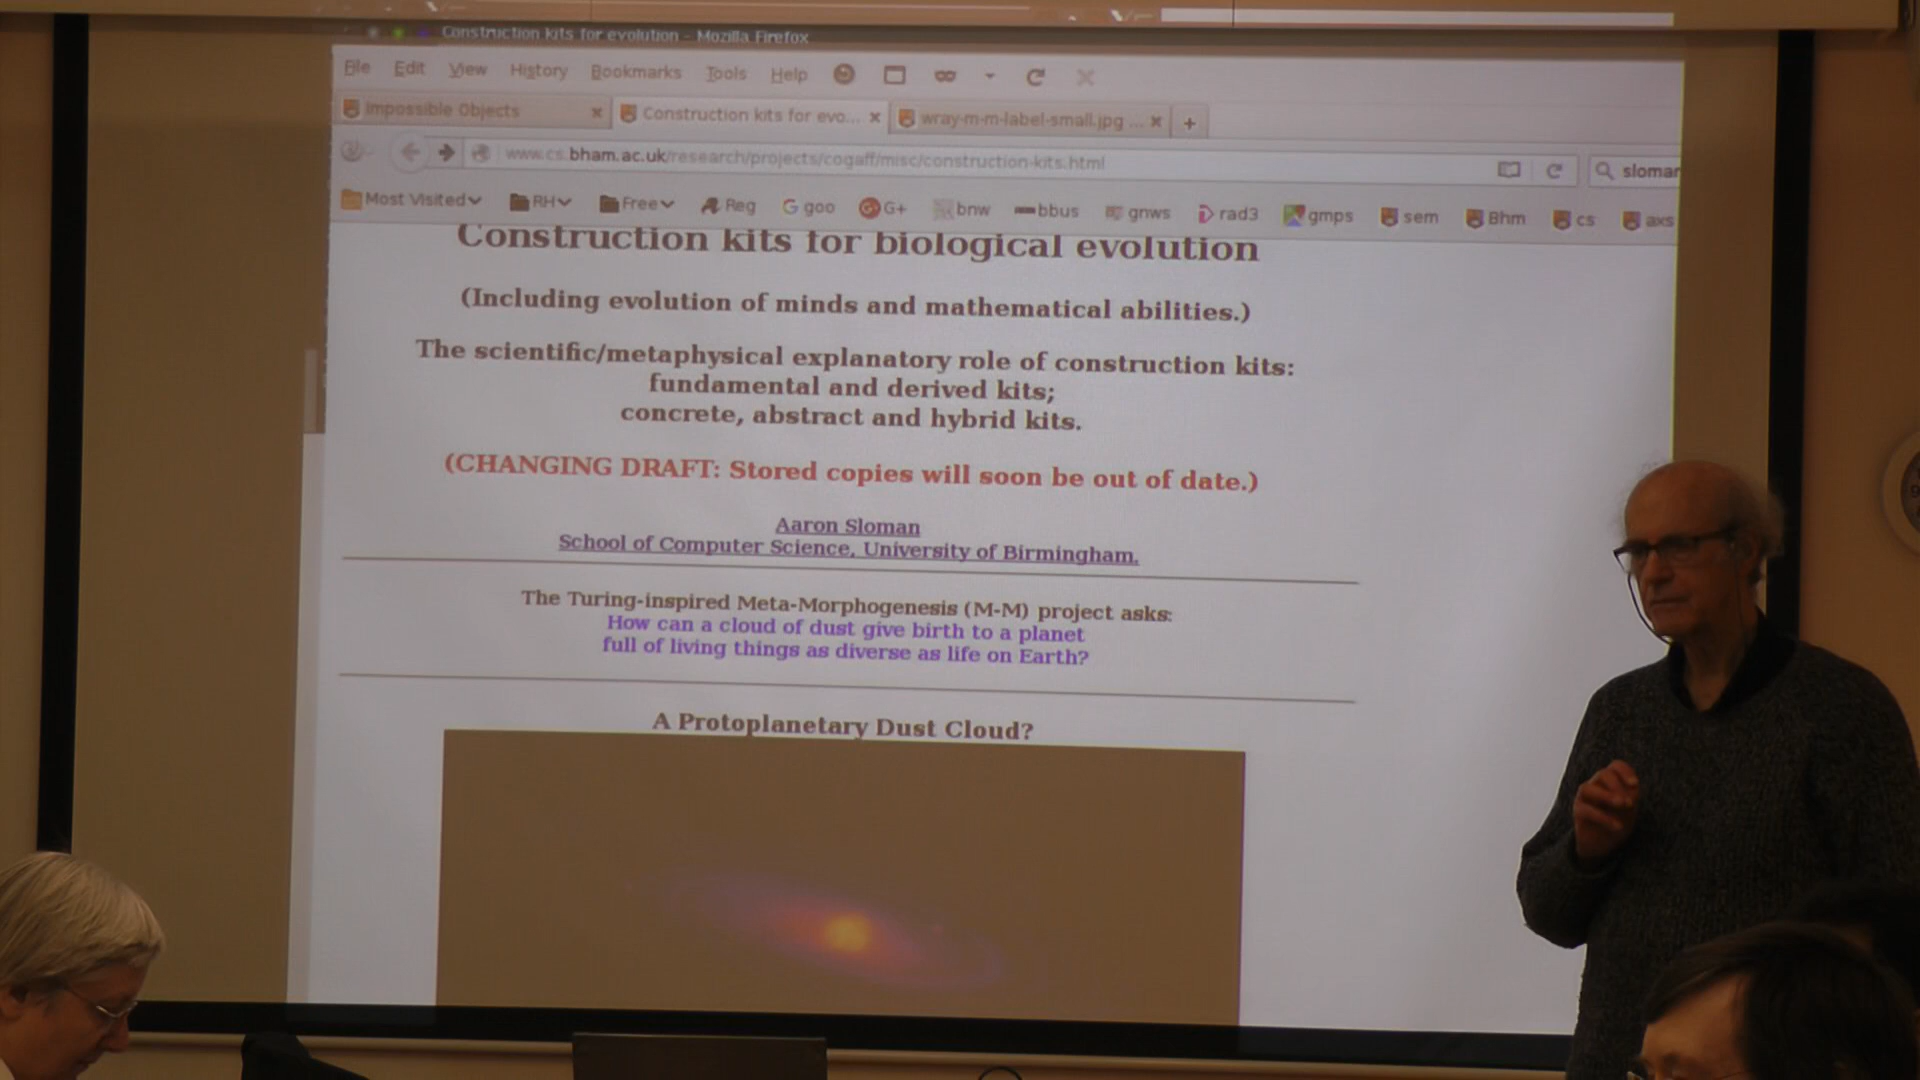 Construction kits for evolution - Mozilla Firefox
File Edit View History Bookmarks Tools Help
Impossible Objects
Construction kits for evo...
wray-m-m-label-small.jpg ...
www.cs.bham.ac.uk/research/projects/cogaff/misc/construction-kits.html
sloman
Most Visited RH Free Reg goo G+ bnw bbus gnws rad3 gmps sem Bhm cs axs
Construction kits for biological evolution
(Including evolution of minds and mathematical abilities.)
The scientific/metaphysical explanatory role of construction kits:
fundamental and derived kits;
concrete, abstract and hybrid kits.
(CHANGING DRAFT: Stored copies will soon be out of date.)
Aaron Sloman
School of Computer Science, University of Birmingham.
The Turing-inspired Meta-Morphogenesis (M-M) project asks:
How can a cloud of dust give birth to a planet
full of living things as diverse as life on Earth?
A Protoplanetary Dust Cloud?